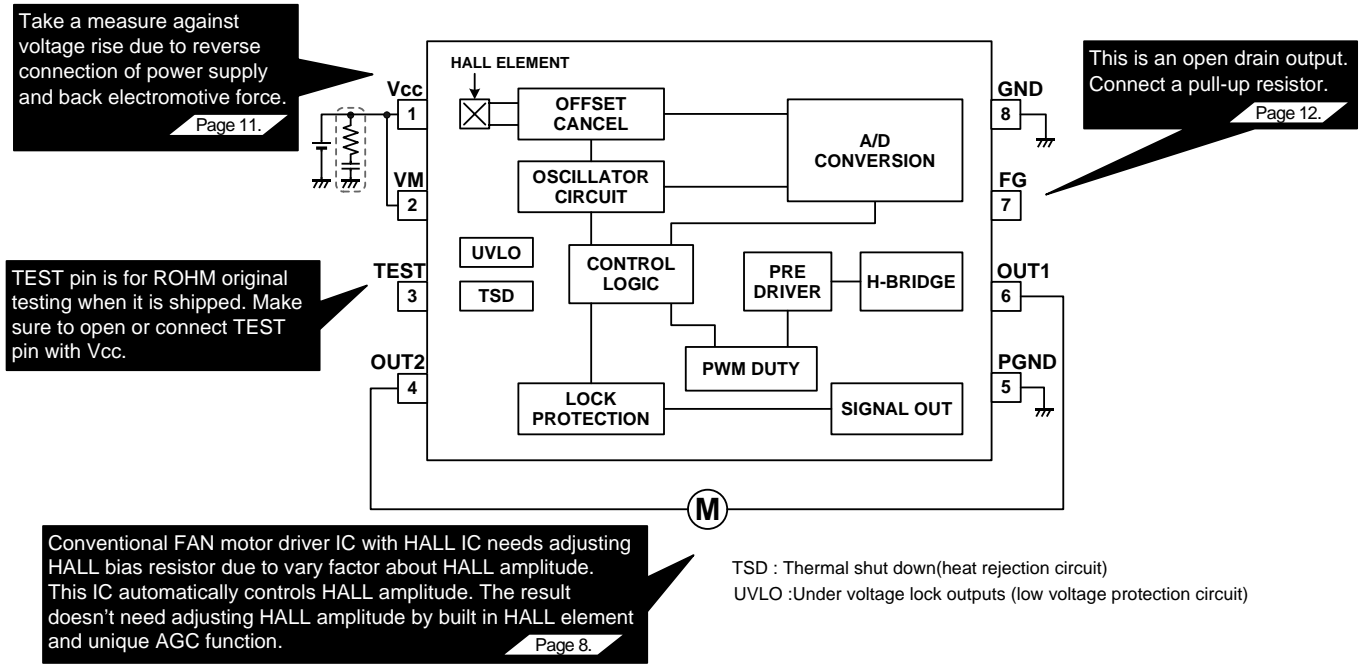 Take a measure against
voltage rise due to reverse
connection of power supply
and back electromotive force.
Page 11.
This is an open drain output.
Connect a pull-up resistor.
Page 12.
HALL ELEMENT
Vcc
1
OFFSET
CANCEL
A/D
CONVERSION
GND
8
OSCILLATOR
CIRCUIT
VM
2
FG
7
TEST pin is for ROHM original
testing when it is shipped. Make
sure to open or connect TEST
pin with Vcc.
TEST
3
UVLO
TSD
CONTROL
LOGIC
PRE
DRIVER
H-BRIDGE
OUT1
6
OUT2
4
PWM DUTY
PGND
5
LOCK
PROTECTION
SIGNAL OUT
M
Conventional FAN motor driver IC with HALL IC needs adjusting
HALL bias resistor due to vary factor about HALL amplitude.
This IC automatically controls HALL amplitude. The result
doesn't need adjusting HALL amplitude by built in HALL element
and unique AGC function.
Page 8.
TSD : Thermal shut down(heat rejection circuit)
UVLO :Under voltage lock outputs (low voltage protection circuit)